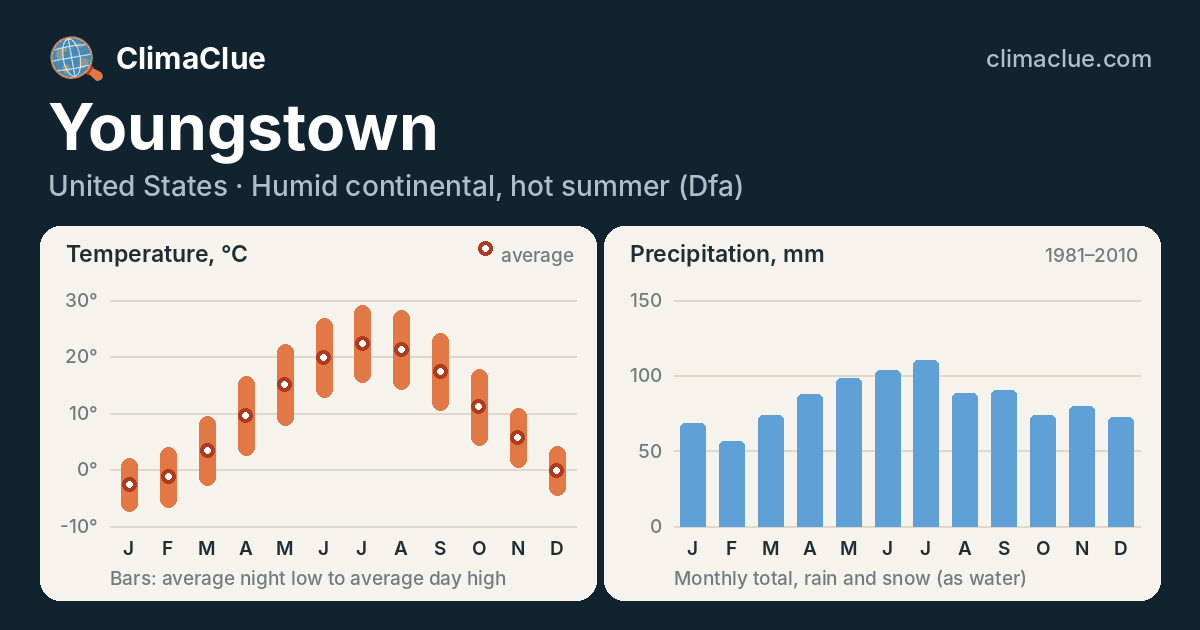 ClimaClue
climaclue.com
Youngstown
United States · Humid continental, hot summer (Dfa)
Temperature, °C
average
30°
20°
10°
0°
-10°
J F M A M J J A S O N D
Bars: average night low to average day high
Precipitation, mm
1981–2010
150
100
50
0
J F M A M J J A S O N D
Monthly total, rain and snow (as water)